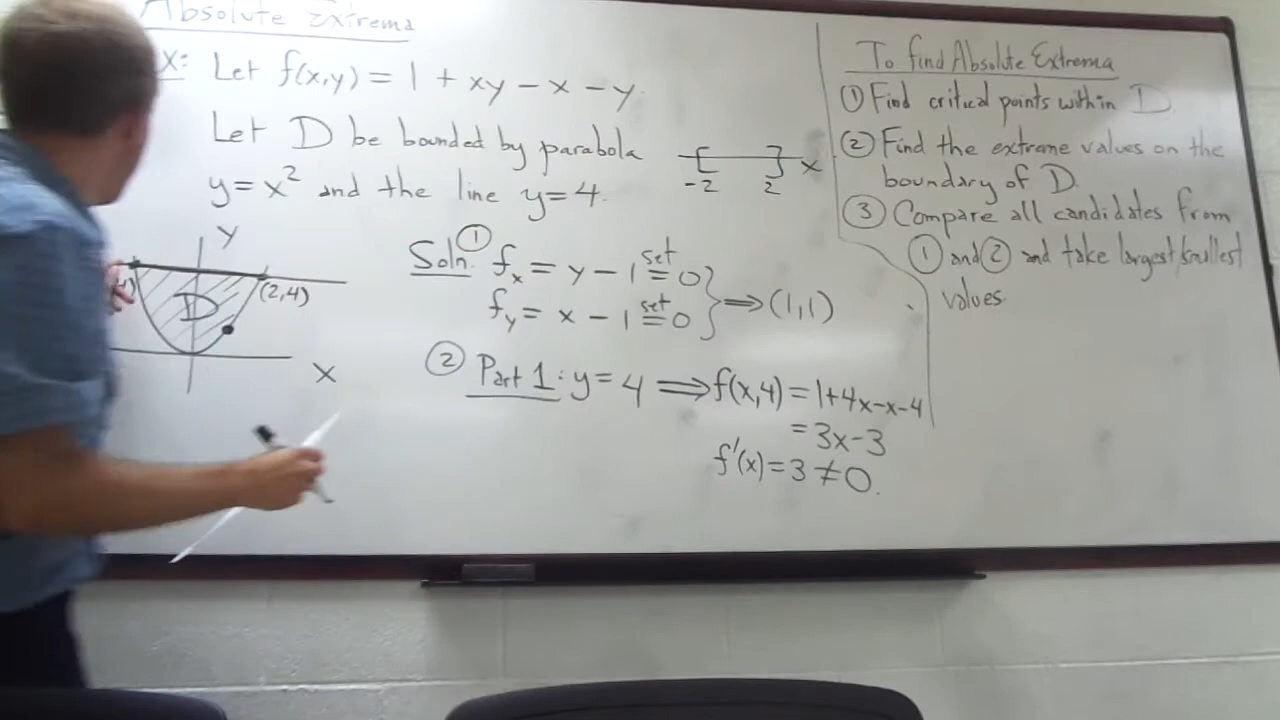 Absolute Extrema
x: Let f(x,y) = 1 + xy - x - y.
Let D be bounded by parabola
y = x² and the line y = 4.
[ ] x
-2 2
y
4)
D
(2,4)
x
Soln. ① fx = y - 1 set = 0
fy = x - 1 set = 0 } ⟹ (1,1)
② Part 1: y = 4 ⟹ f(x,4) = 1+4x-x-4
= 3x-3
f'(x) = 3 ≠ 0.
To find Absolute Extrema
① Find critical points within D
② Find the extreme values on the
boundary of D.
③ Compare all candidates from
① and ② and take largest/smallest
values.